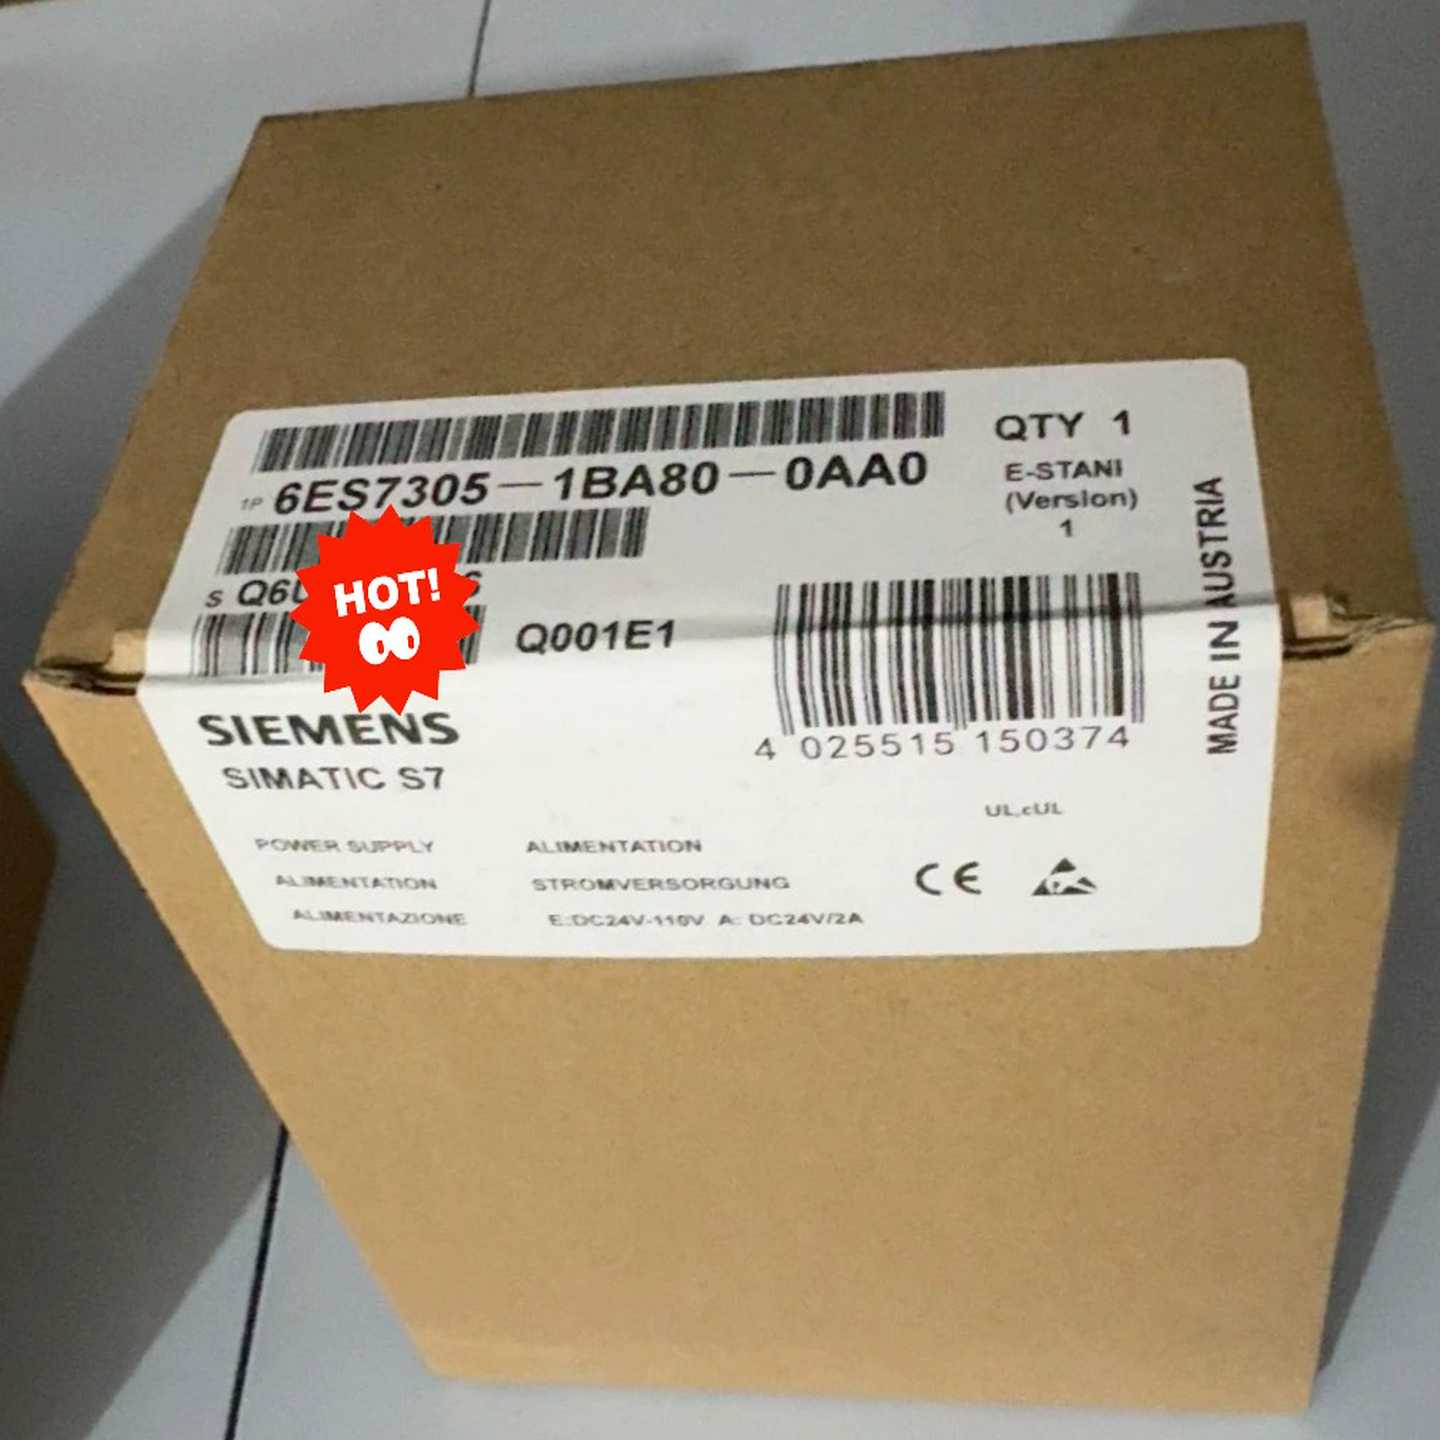 QTY 1
1P 6ES7305-1BA80-0AA0
E-STANI
(Version)
1
S
HOT!
Q001E1
MADE IN AUSTRIA
SIEMENS
4 025515 150374
SIMATIC S7
UL,cUL
POWER SUPPLY ALIMENTATION
ALIMENTATION STROMVERSORGUNG
CE
ALIMENTAZIONE E:DC24V-110V A: DC24V/2A